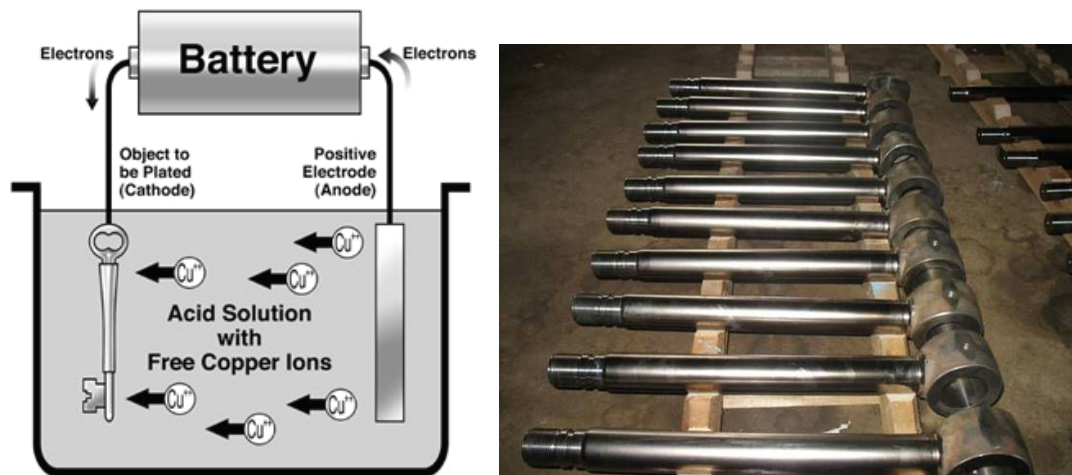 Electrons
Battery
Electrons
Object to
be Plated
(Cathode)
Positive
Electrode
(Anode)
Cu++
Cu++
Cu++
Acid Solution
with
Free Copper Ions
Cu++
Cu++
Cu++